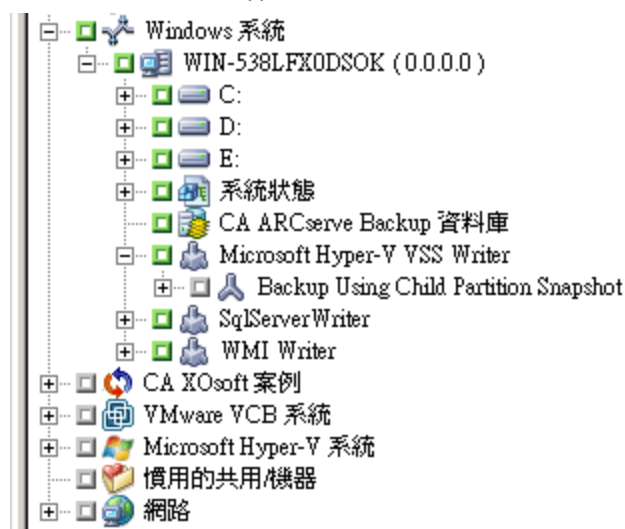 Windows 系統
WIN-538LFX0DSOK ( 0.0.0.0 )
C:
D:
E:
系統狀態
CA ARCserve Backup 資料庫
Microsoft Hyper-V VSS Writer
Backup Using Child Partition Snapshot
SqlServerWriter
WMI Writer
CA XOsoft 案例
VMware VCB 系統
Microsoft Hyper-V 系統
慣用的共用/機器
網路